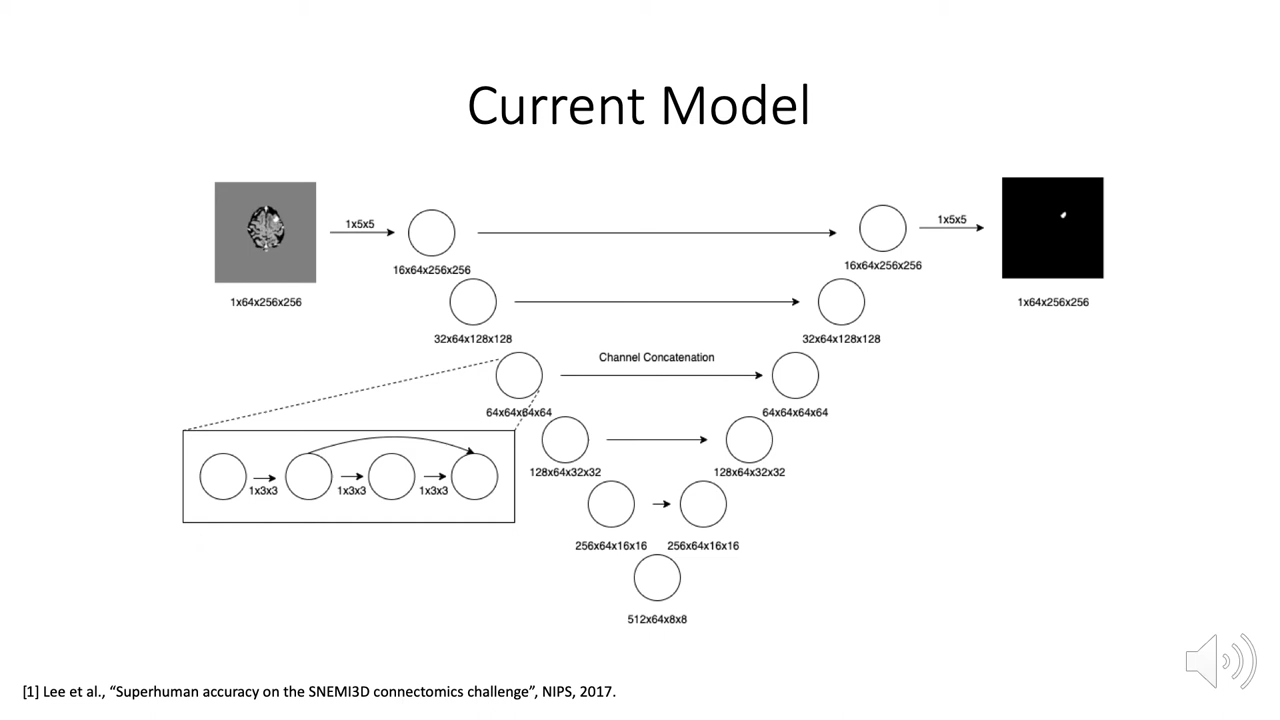 Current Model
1x5x5
1x5x5
16x64x256x256
16x64x256x256
1x64x256x256
1x64x256x256
32x64x128x128
32x64x128x128
Channel Concatenation
64x64x64x64
64x64x64x64
128x64x32x32
128x64x32x32
1x3x3
1x3x3
1x3x3
256x64x16x16
256x64x16x16
512x64x8x8
[1] Lee et al., “Superhuman accuracy on the SNEMI3D connectomics challenge”, NIPS, 2017.